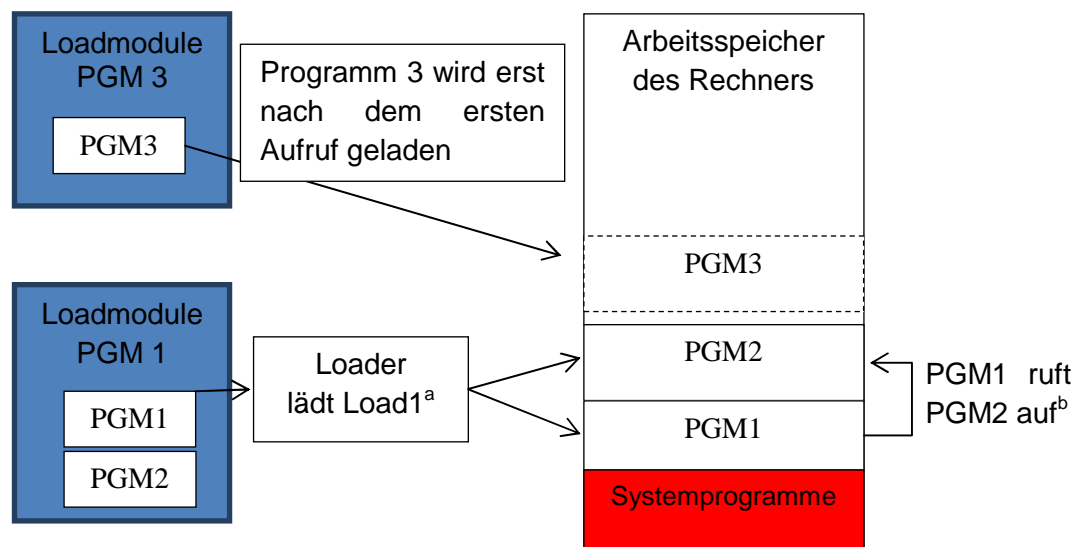 Loadmodule
PGM 3
PGM3
Programm 3 wird erst
nach dem ersten
Aufruf geladen
Arbeitsspeicher
des Rechners
PGM3
Loadmodule
PGM 1
PGM1
PGM2
Loader
lädt Load1ᵃ
PGM2
PGM1
Systemprogramme
PGM1 ruft
PGM2 aufᵇ